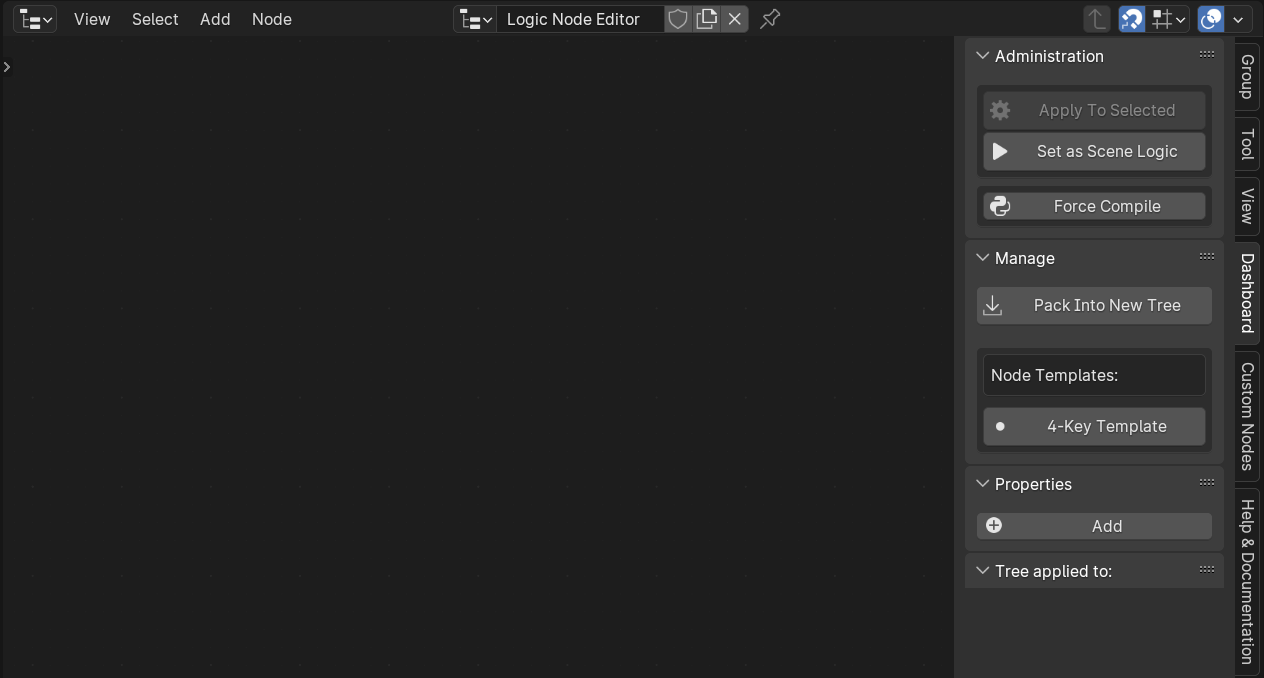 View Select Add Node Logic Node Editor
Administration
Apply To Selected
Set as Scene Logic
Force Compile
Manage
Pack Into New Tree
Node Templates:
4-Key Template
Properties
Add
Tree applied to:
Group
Tool
View
Dashboard
Custom Nodes
Help & Documentation